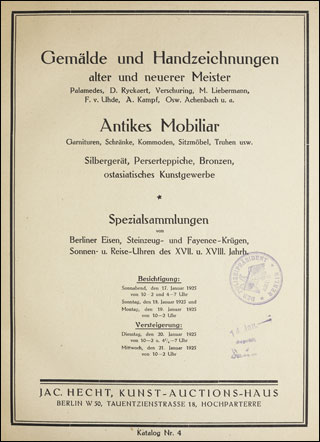 Gemälde und Handzeichnungen
alter und neuerer Meister
Palamedes, D. Ryckaert, Verschuring, M. Liebermann,
F. v. Uhde, A. Kampf, Osw. Achenbach u. a.
Antikes Mobiliar
Garnituren, Schränke, Kommoden, Sitzmöbel, Truhen usw.
Silbergerät, Perserteppiche, Bronzen,
ostasiatisches Kunstgewerbe
*
Spezialsammlungen
von
Berliner Eisen, Steinzeug- und Fayence-Krügen,
Sonnen- u. Reise-Uhren des XVII. u. XVIII. Jahrh.
Besichtigung:
Sonnabend, den 17. Januar 1925
von 10–2 und 4–7 Uhr
Sonntag, den 18. Januar 1925 und
Montag, den 19. Januar 1925
von 10–2 Uhr
Versteigerung:
Dienstag, den 20. Januar 1925
von 10–2 u. 4½–7 Uhr
Mittwoch, den 21. Januar 1925
von 10–2 Uhr
JAC. HECHT, KUNST-AUCTIONS-HAUS
BERLIN W 50, TAUENTZIENSTRASSE 18, HOCHPARTERRE
Katalog Nr. 4